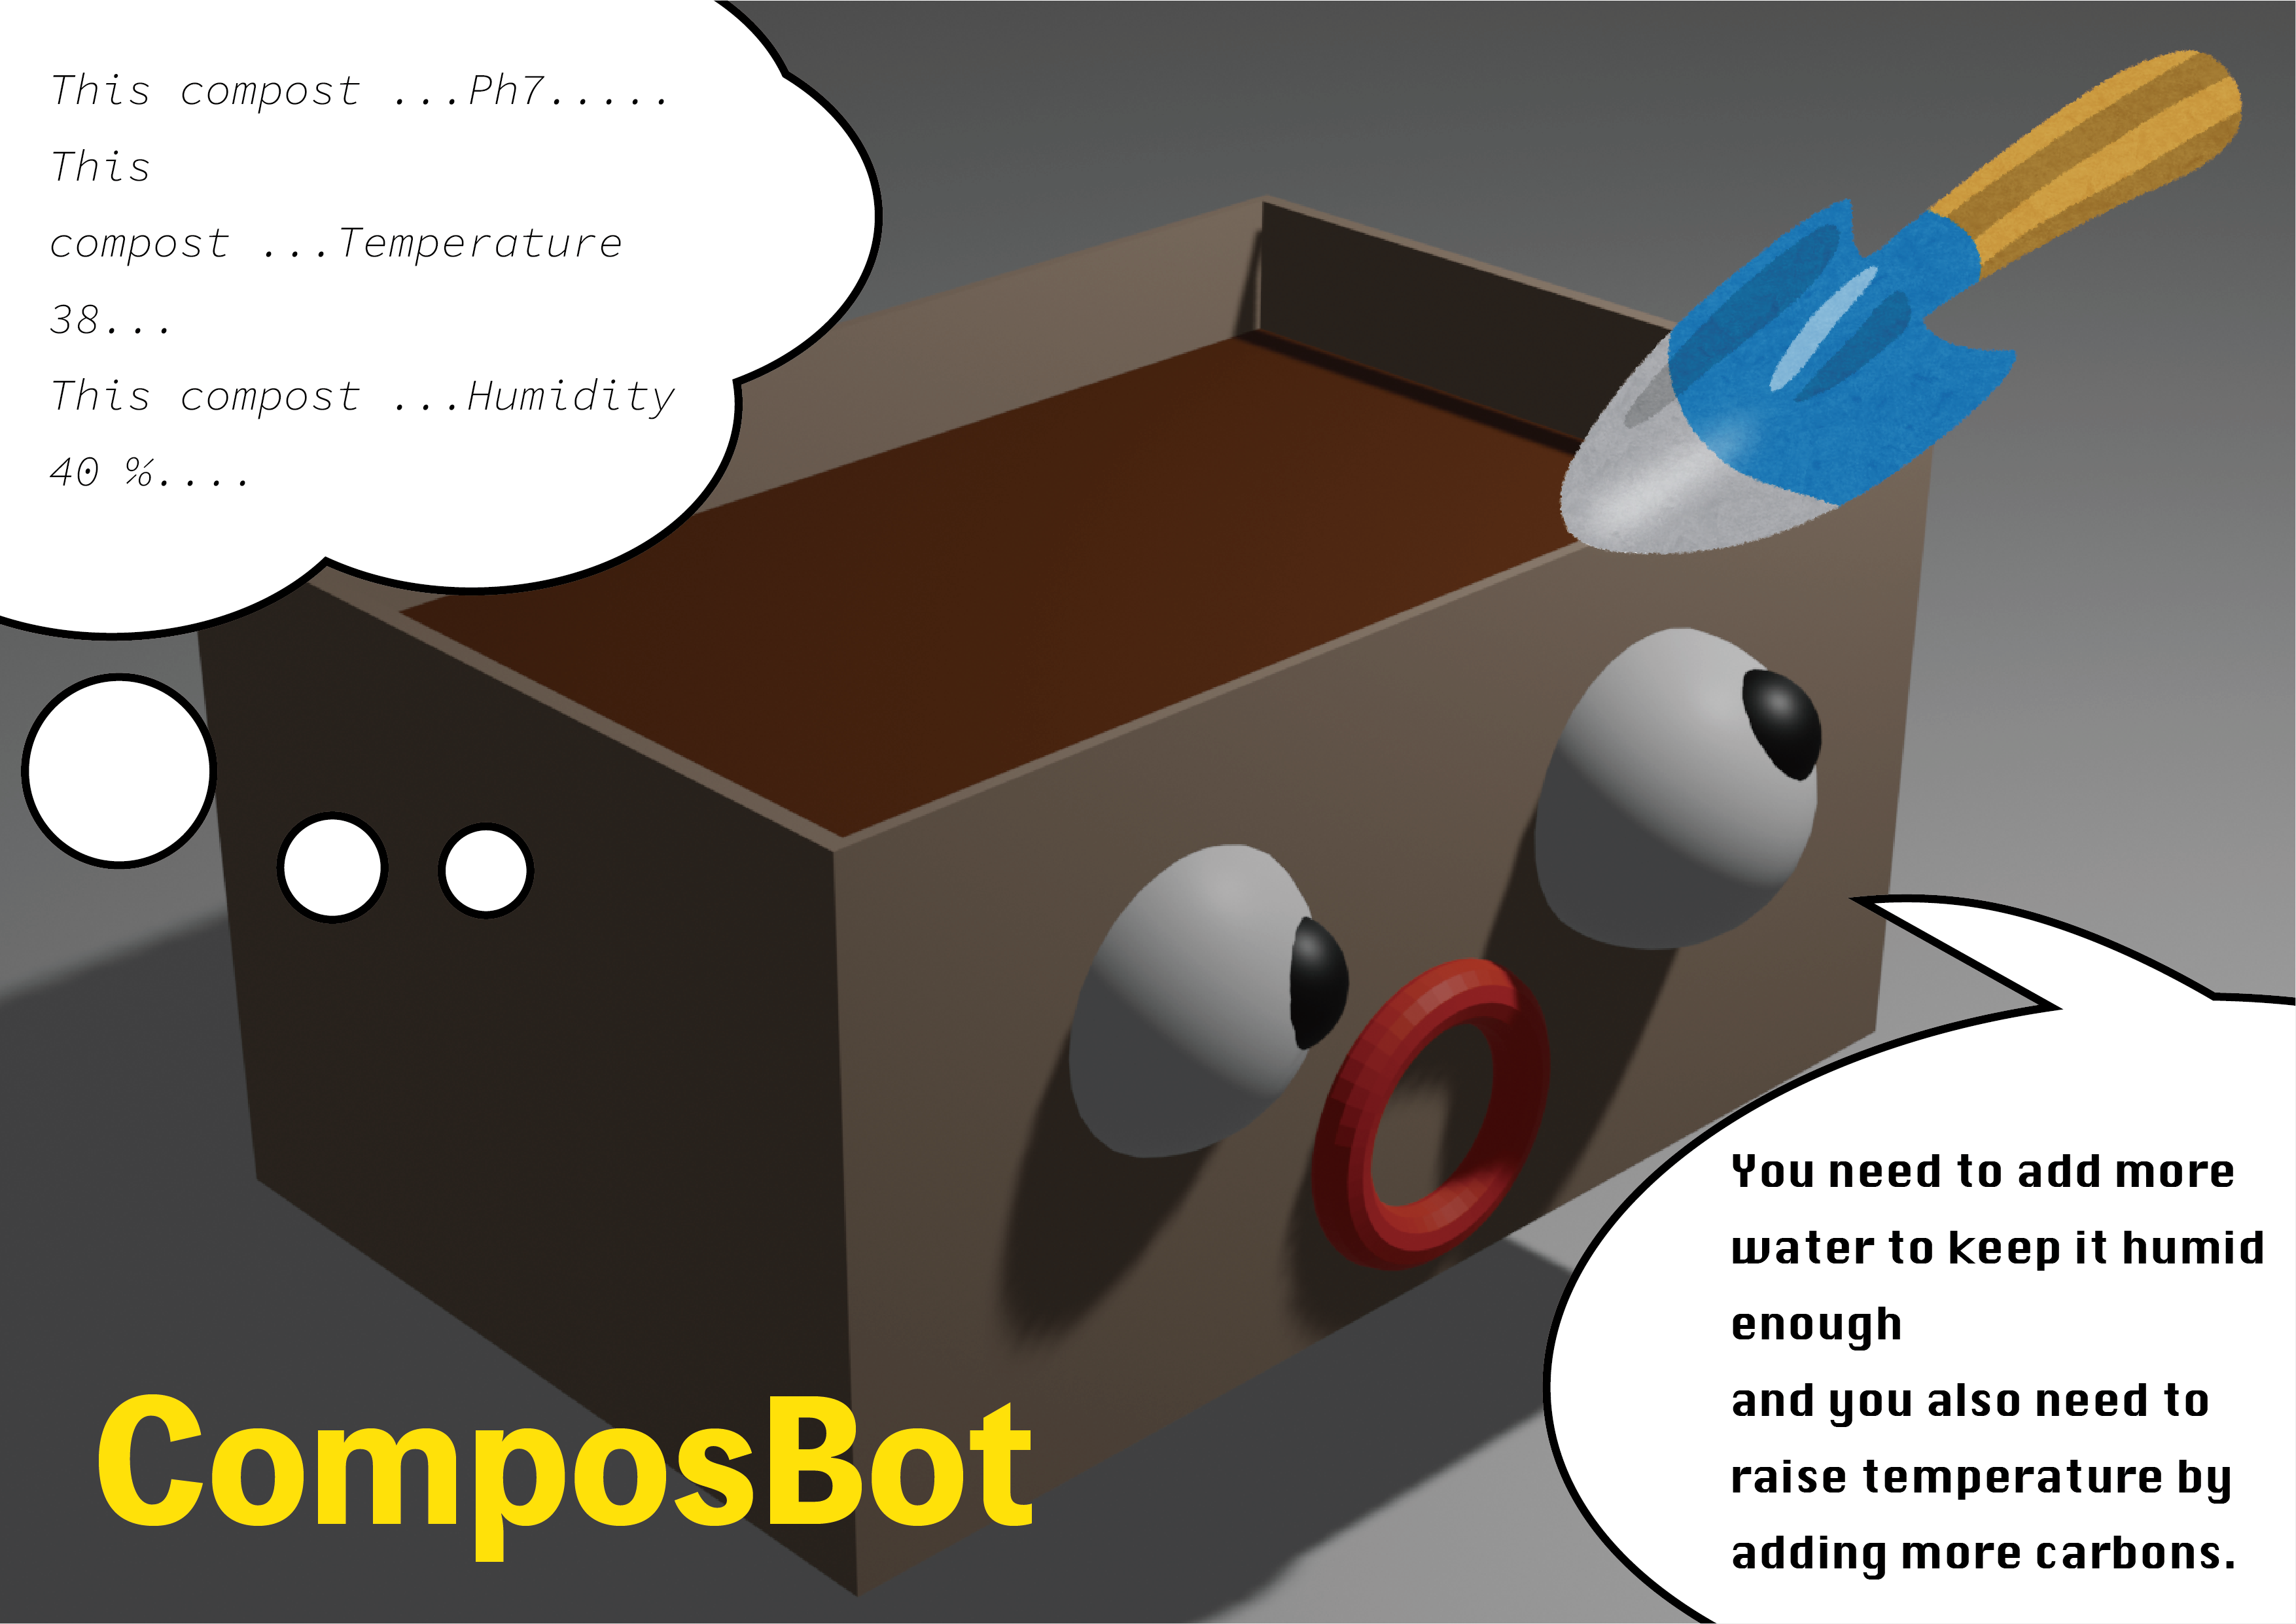 This compost ...Ph7.....
This
compost ...Temperature
38...
This compost ...Humidity
40 %....
You need to add more
water to keep it humid
enough
and you also need to
raise temperature by
adding more carbons.
ComposBot